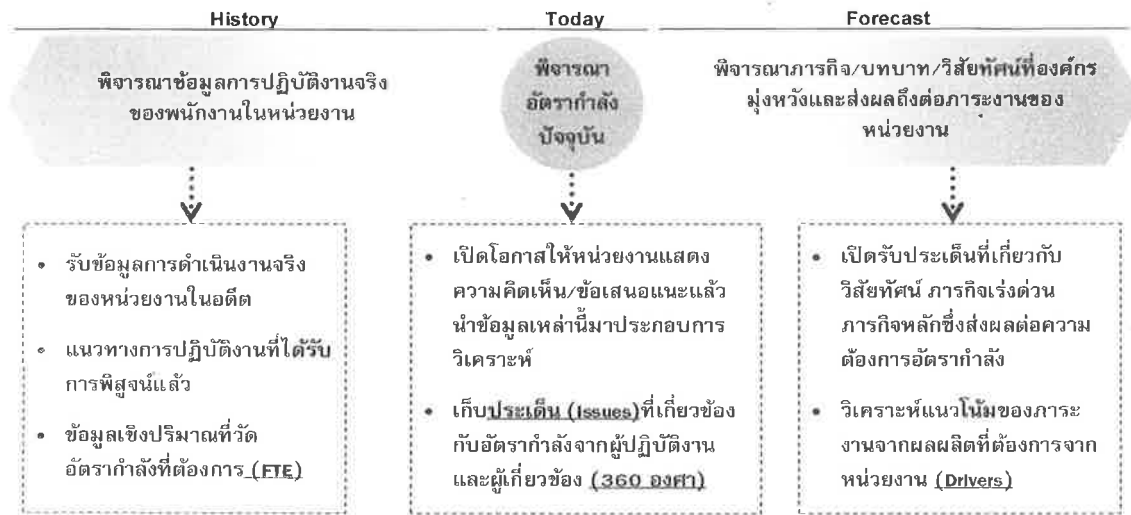 History
Today
Forecast
พิจารณาข้อมูลการปฏิบัติงานจริง
ของพนักงานในหน่วยงาน
พิจารณา
อัตรากำลัง
ปัจจุบัน
พิจารณาภารกิจ/บทบาท/วิสัยทัศน์ที่องค์กร
มุ่งหวังและส่งผลถึงต่อภาระงานของ
หน่วยงาน
• รับข้อมูลการดำเนินงานจริง
ของหน่วยงานในอดีต
• แนวทางการปฏิบัติงานที่ได้รับ
การพิสูจน์แล้ว
• ข้อมูลเชิงปริมาณที่วัด
อัตรากำลังที่ต้องการ (FTE)
• เปิดโอกาสให้หน่วยงานแสดง
ความคิดเห็น/ข้อเสนอแนะแล้ว
นำข้อมูลเหล่านี้มาประกอบการ
วิเคราะห์
• เก็บประเด็น (Issues)ที่เกี่ยวข้อง
กับอัตรากำลังจากผู้ปฏิบัติงาน
และผู้เกี่ยวข้อง (360 องศา)
• เปิดรับประเด็นที่เกี่ยวกับ
วิสัยทัศน์ ภารกิจเร่งด่วน
ภารกิจหลักซึ่งส่งผลต่อความ
ต้องการอัตรากำลัง
• วิเคราะห์แนวโน้มของภาระ
งานจากผลผลิตที่ต้องการจาก
หน่วยงาน (Drivers)